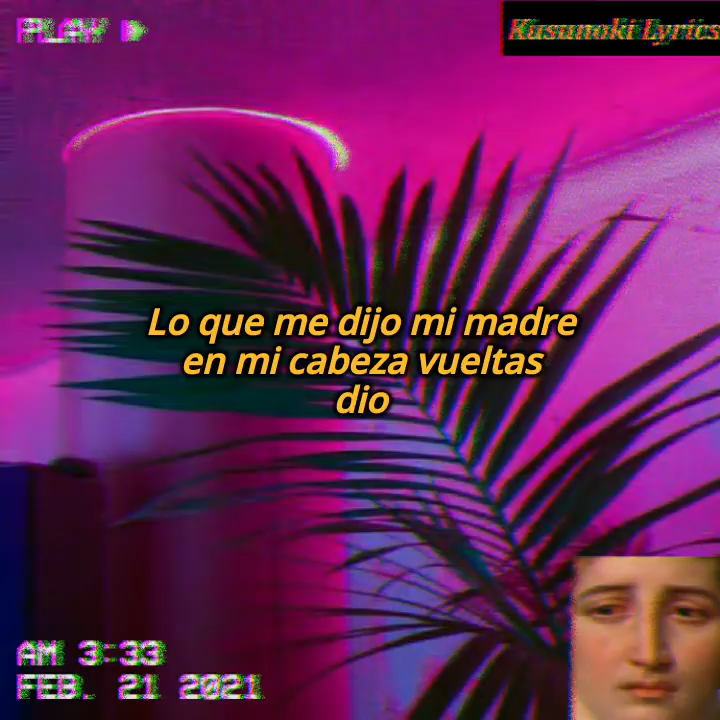 PLAY
Kusunoki Lyrics
Lo que me dijo mi madre
en mi cabeza vueltas
dio
AM 3:33
FEB. 21 2021